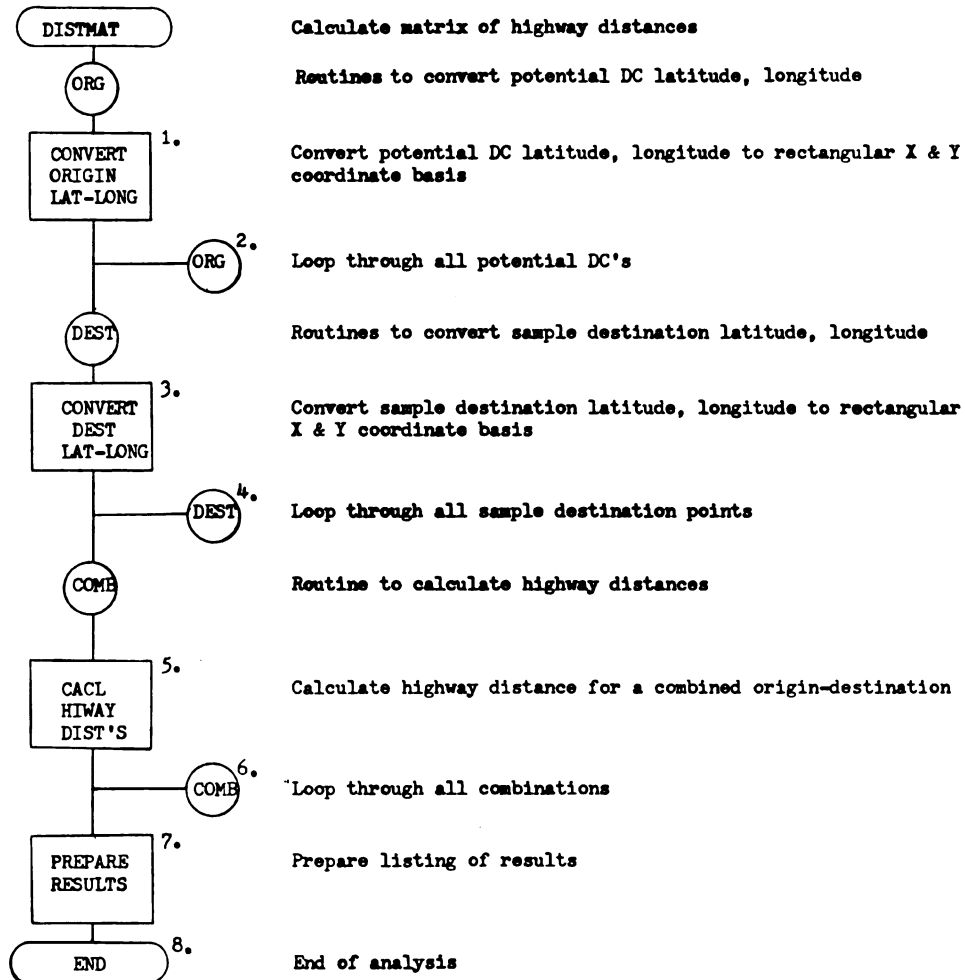 DISTMAT
Calculate matrix of highway distances
ORG
Routines to convert potential DC latitude, longitude
1.
CONVERT
ORIGIN
LAT-LONG
Convert potential DC latitude, longitude to rectangular X & Y
coordinate basis
2.
ORG
Loop through all potential DC's
DEST
Routines to convert sample destination latitude, longitude
3.
CONVERT
DEST
LAT-LONG
Convert sample destination latitude, longitude to rectangular
X & Y coordinate basis
4.
DEST
Loop through all sample destination points
COMB
Routine to calculate highway distances
5.
CACL
HIWAY
DIST'S
Calculate highway distance for a combined origin-destination
6.
COMB
Loop through all combinations
7.
PREPARE
RESULTS
Prepare listing of results
8.
END
End of analysis